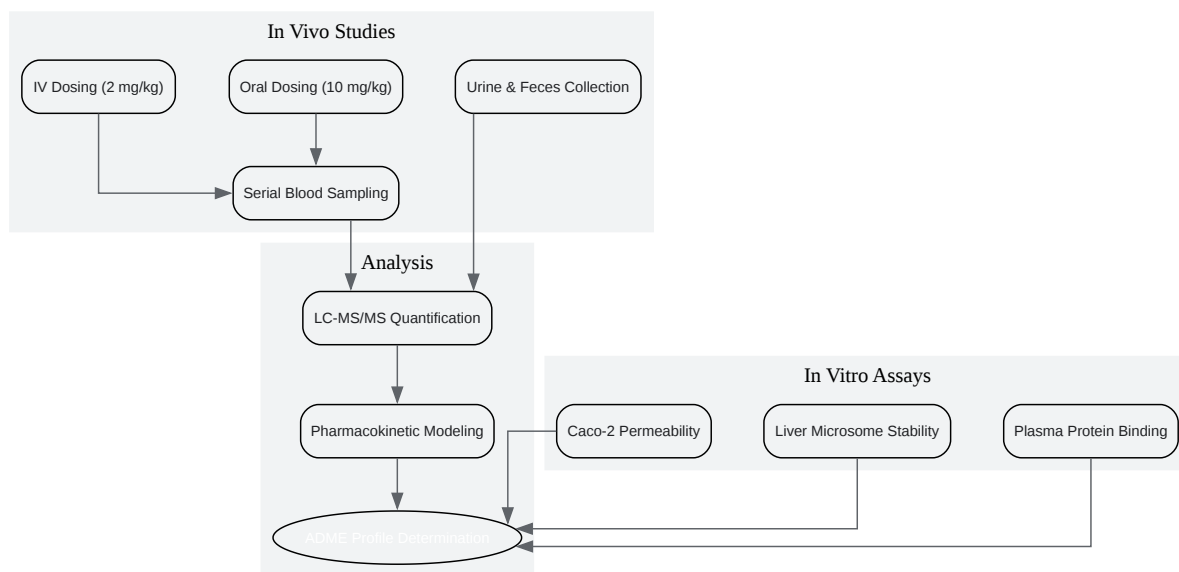 In Vivo Studies
IV Dosing (2 mg/kg)
Oral Dosing (10 mg/kg)
Urine & Feces Collection
Serial Blood Sampling
Analysis
LC-MS/MS Quantification
In Vitro Assays
Pharmacokinetic Modeling
Caco-2 Permeability
Liver Microsome Stability
Plasma Protein Binding
ADME Profile Determination